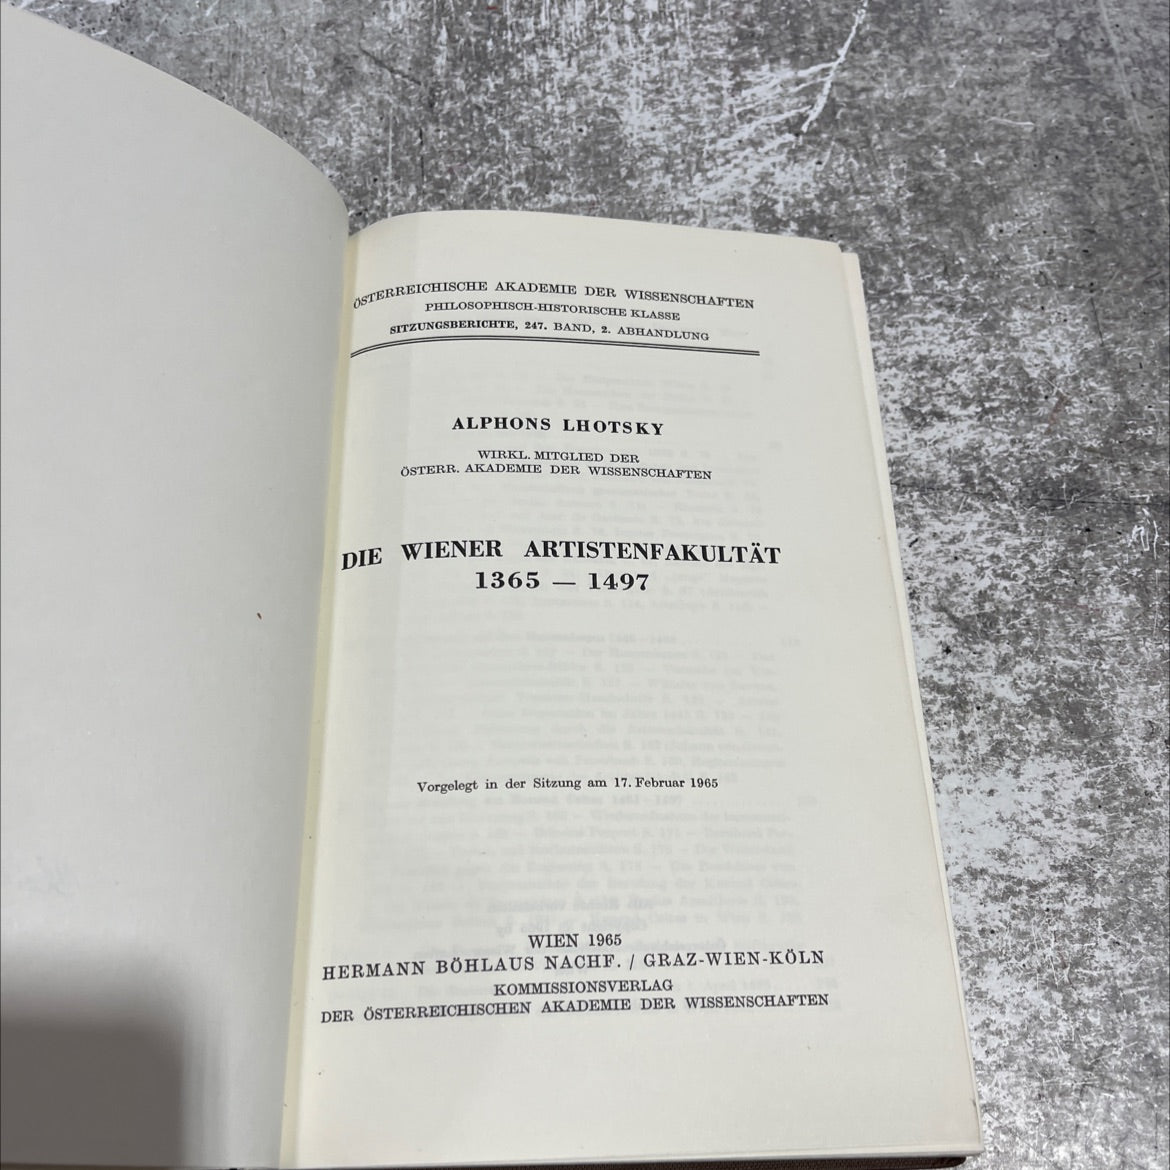 ÖSTERREICHISCHE AKADEMIE DER WISSENSCHAFTEN
PHILOSOPHISCH-HISTORISCHE KLASSE
SITZUNGSBERICHTE, 247. BAND, 2. ABHANDLUNG
ALPHONS LHOTSKY
WIRKL. MITGLIED DER
ÖSTERR. AKADEMIE DER WISSENSCHAFTEN
DIE WIENER ARTISTENFAKULTÄT
1365 — 1497
Vorgelegt in der Sitzung am 17. Februar 1965
WIEN 1965
HERMANN BÖHLAUS NACHF. / GRAZ-WIEN-KÖLN
KOMMISSIONSVERLAG
DER ÖSTERREICHISCHEN AKADEMIE DER WISSENSCHAFTEN